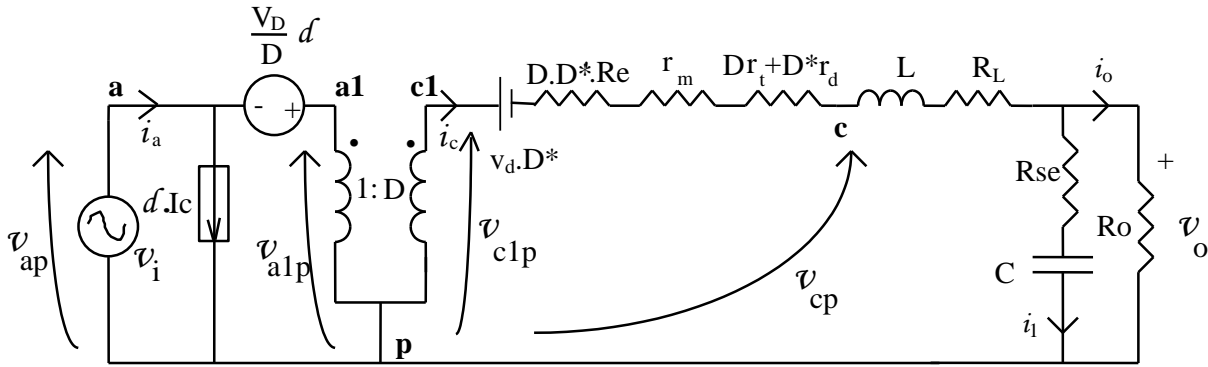 V_D
D
d
D.D*.Re
r_m
Dr_t+D*r_d
L
R_L
i_o
a
a1
c1
-
+
i_a
i_c
c
v_d.D*
+
Rse
d.Ic
1:D
v_ap
v_i
v_a1p
v_c1p
v_cp
Ro
v_o
C
i_l
p